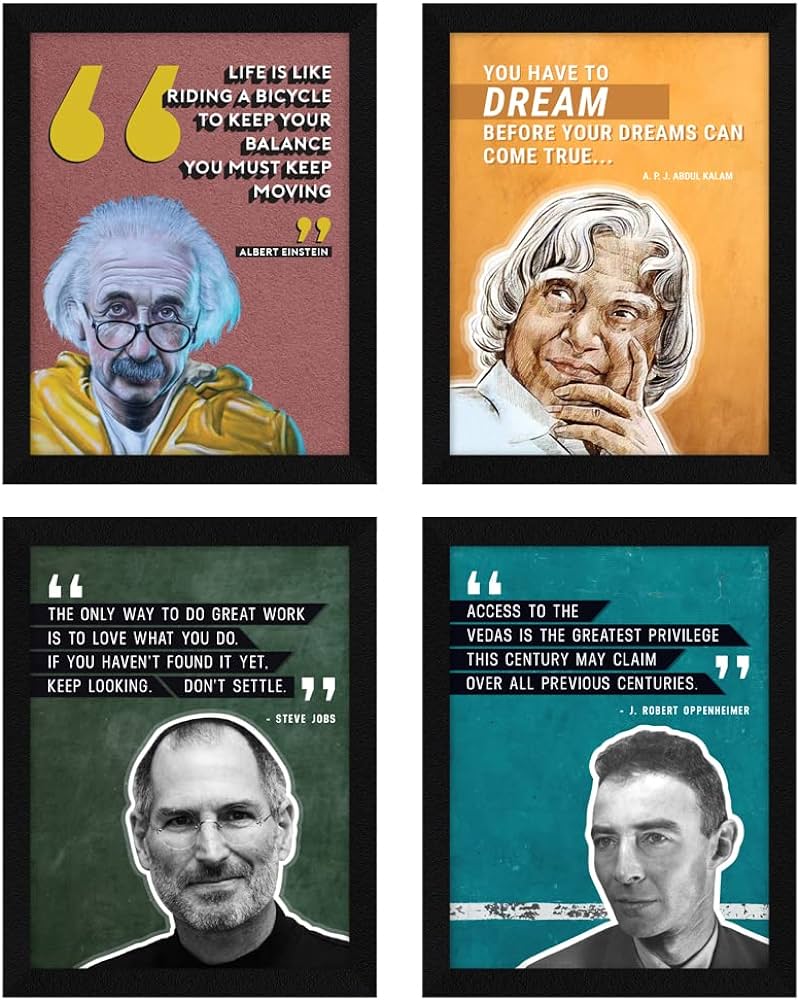 LIFE IS LIKE
RIDING A BICYCLE
TO KEEP YOUR
BALANCE
YOU MUST KEEP
MOVING
ALBERT EINSTEIN
YOU HAVE TO
DREAM
BEFORE YOUR DREAMS CAN
COME TRUE...
A. P. J. ABDUL KALAM
THE ONLY WAY TO DO GREAT WORK
IS TO LOVE WHAT YOU DO.
IF YOU HAVEN'T FOUND IT YET,
KEEP LOOKING. DON'T SETTLE.
- STEVE JOBS
ACCESS TO THE
VEDAS IS THE GREATEST PRIVILEGE
THIS CENTURY MAY CLAIM
OVER ALL PREVIOUS CENTURIES.
- J. ROBERT OPPENHEIMER